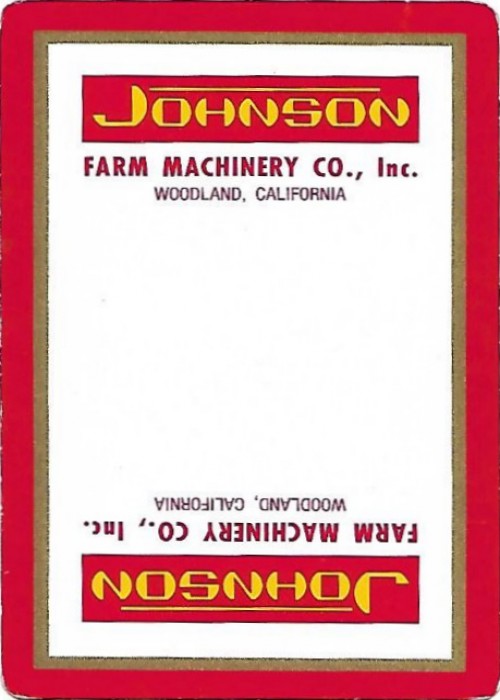 JOHNSON
FARM MACHINERY CO., Inc.
WOODLAND, CALIFORNIA
WOODLAND, CALIFORNIA
FARM MACHINERY CO., Inc.
JOHNSON